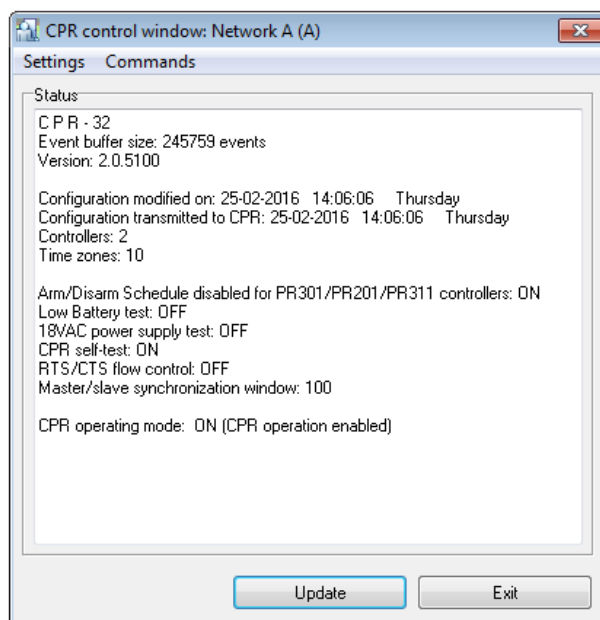 CPR control window: Network A (A)
Settings Commands
Status
C P R - 32
Event buffer size: 245759 events
Version: 2.0.5100
Configuration modified on: 25-02-2016 14:06:06 Thursday
Configuration transmitted to CPR: 25-02-2016 14:06:06 Thursday
Controllers: 2
Time zones: 10
Arm/Disarm Schedule disabled for PR301/PR201/PR311 controllers: ON
Low Battery test: OFF
18VAC power supply test: OFF
CPR self-test: ON
RTS/CTS flow control: OFF
Master/slave synchronization window: 100
CPR operating mode: ON (CPR operation enabled)
Update Exit